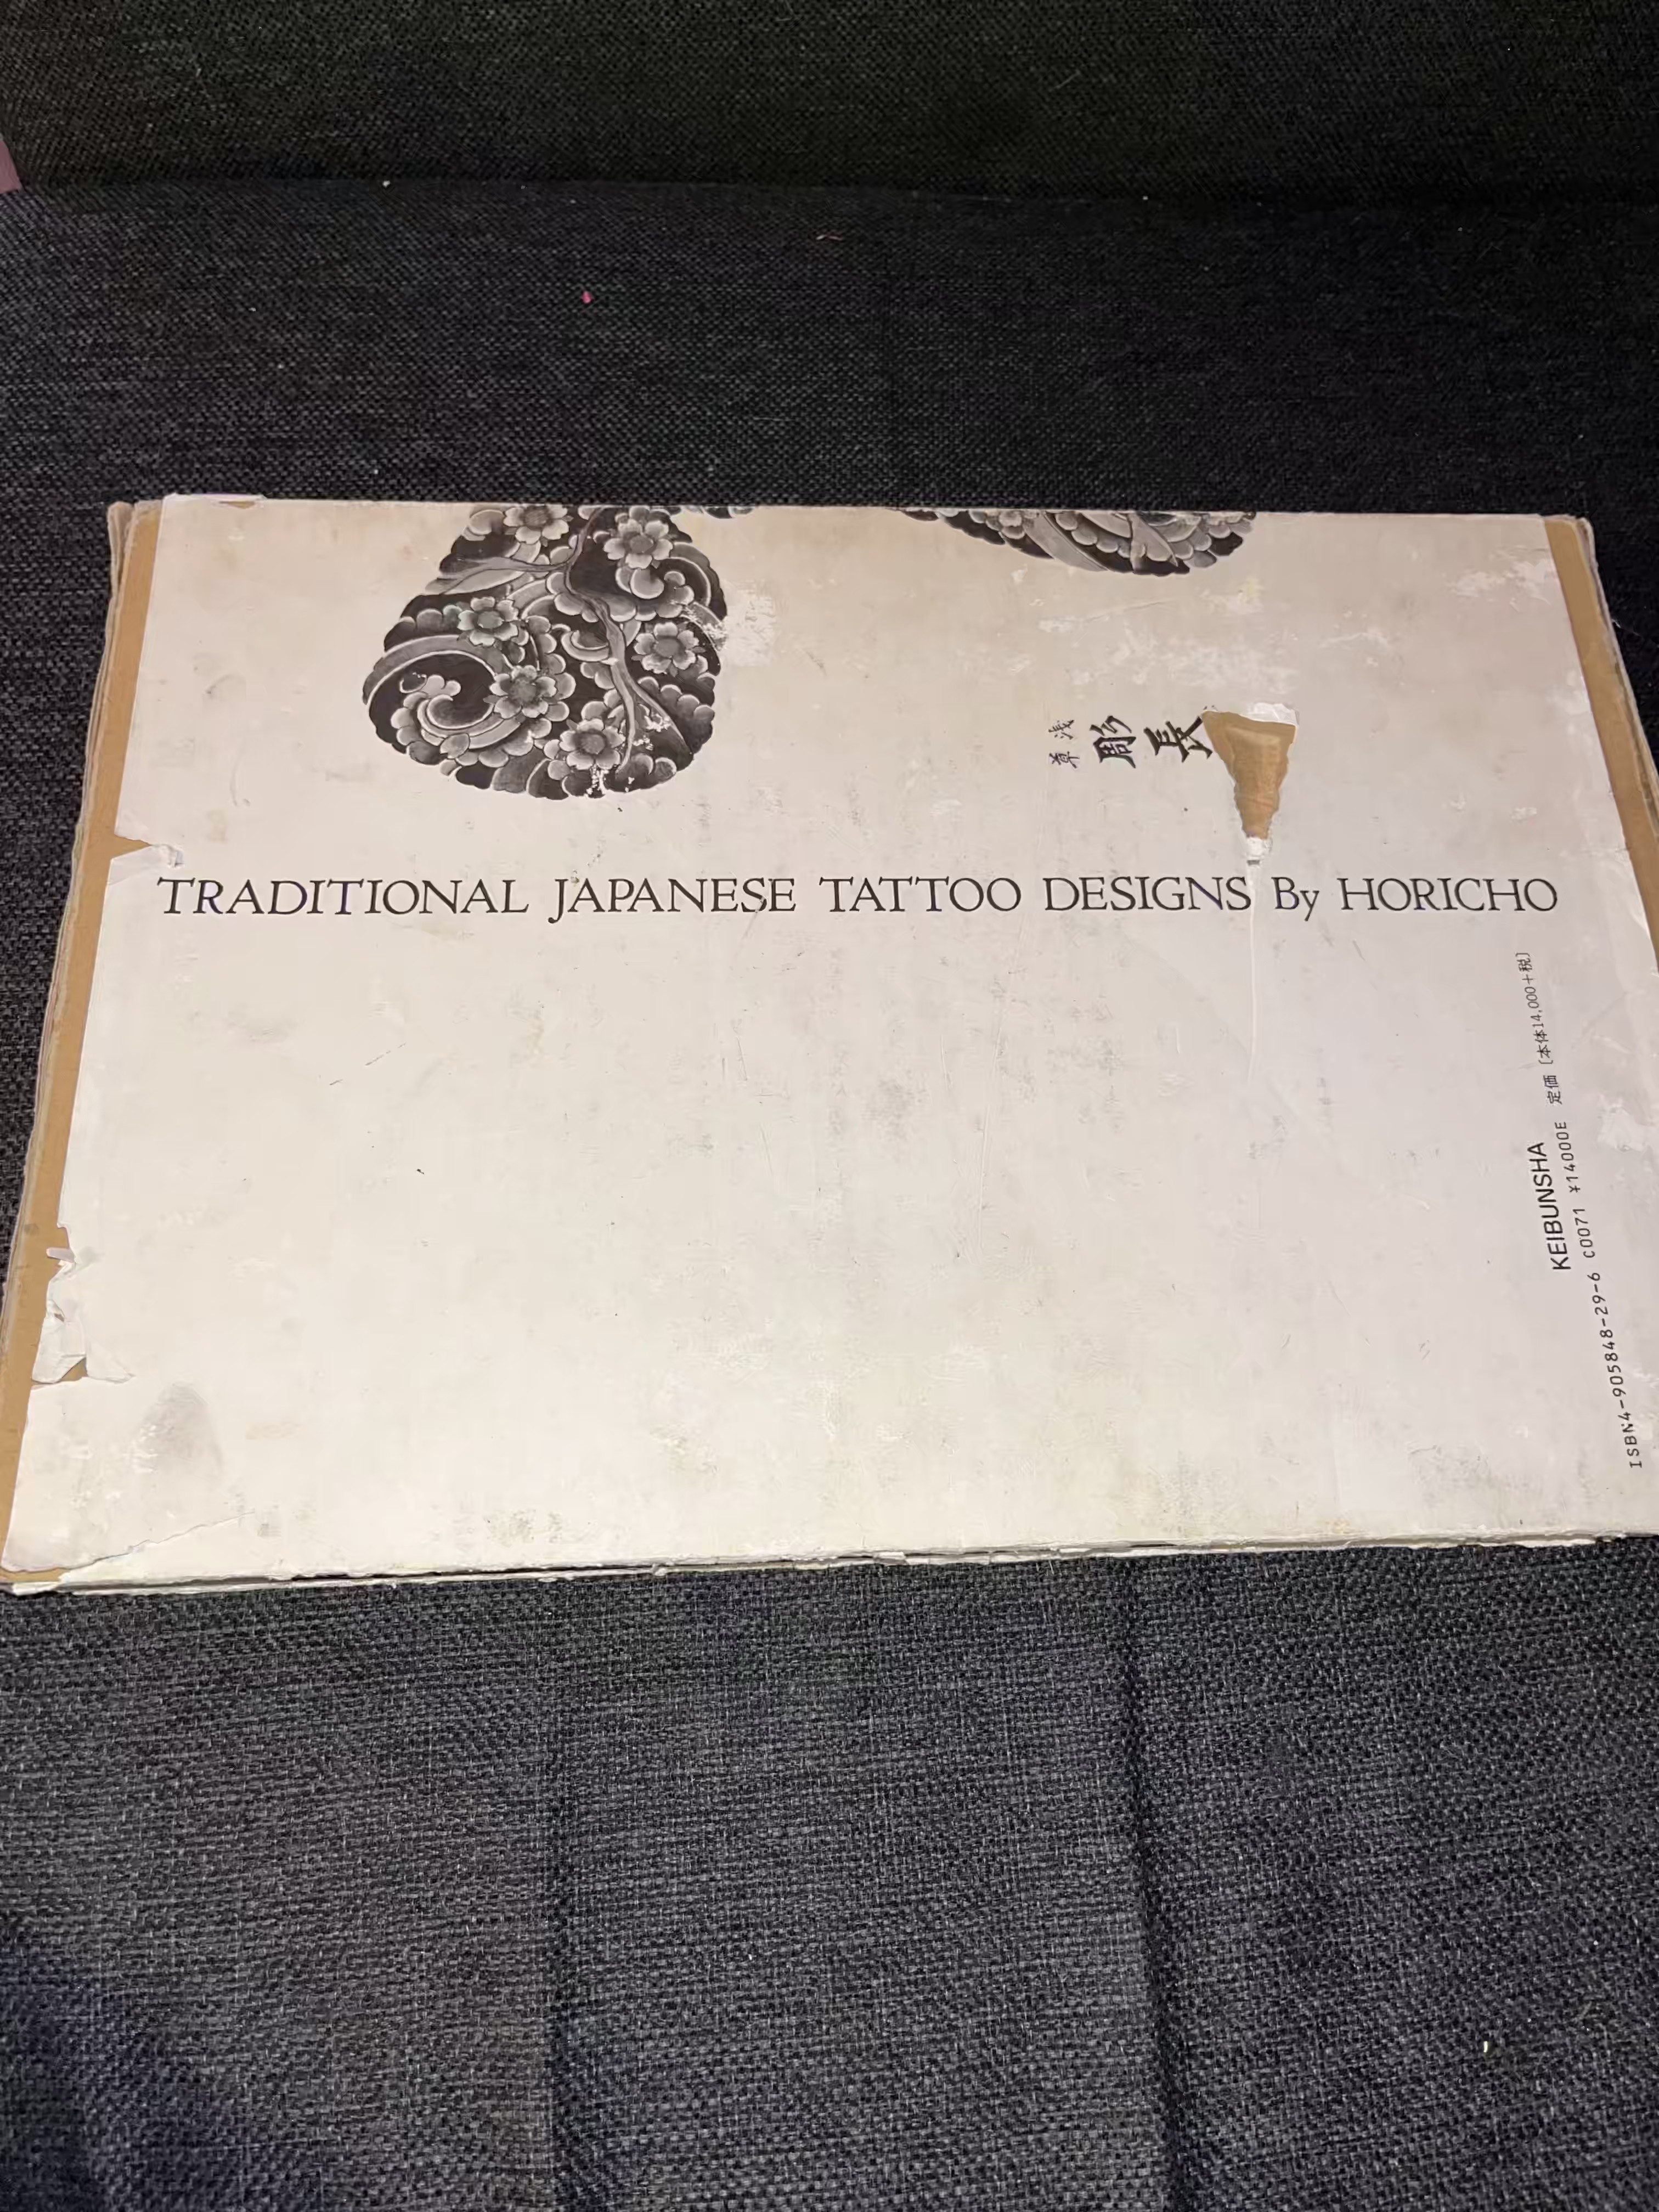 浅草
彫長
TRADITIONAL JAPANESE TATTOO DESIGNS By HORICHO
KEIBUNSHA 定価 [本体14,000+税]
ISBN4-905848-29-6 C0071 ¥14000E